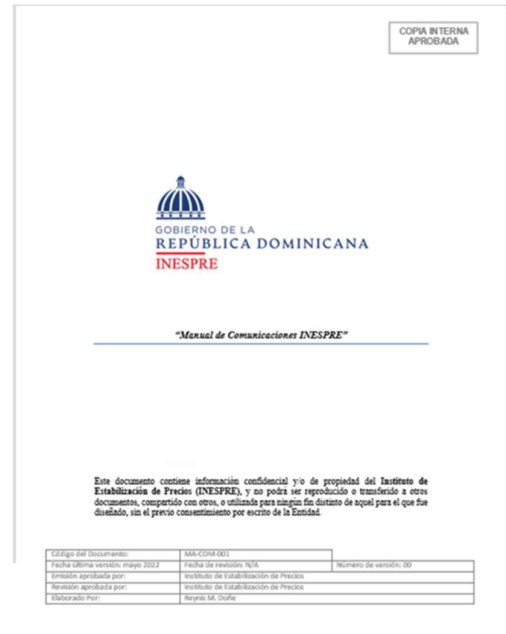 COPIA INTERNA
APROBADA
GOBIERNO DE LA
REPÚBLICA DOMINICANA
INESPRE
“Manual de Comunicaciones INESPRE”
Este documento contiene información confidencial y/o de propiedad del Instituto de
Estabilización de Precios (INESPRE), y no podrá ser reproducido o transferido a otros
documentos, compartido con otros, o utilizada para ningún fin distinto de aquel para el que fue
diseñado, sin el previo consentimiento por escrito de la Entidad.
Código del Documento: MA-COM-001
Fecha última versión: mayo 2022 Fecha de revisión: N/A Número de versión: 00
Emisión aprobada por: Instituto de Estabilización de Precios
Revisión aprobada por: Instituto de Estabilización de Precios
Elaborado Por: Reynis M. Doñe